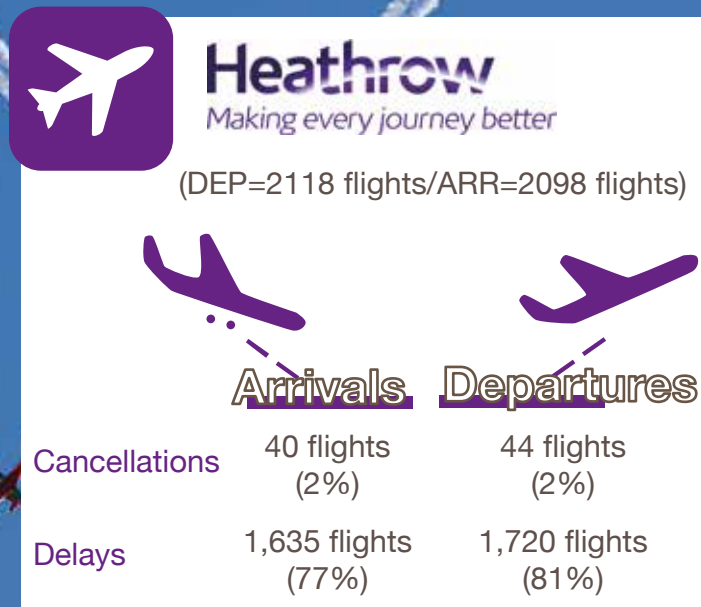 Heathrow
Making every journey better
(DEP=2118 flights/ARR=2098 flights)
Arrivals Departures
Cancellations 40 flights 44 flights
(2%) (2%)
Delays 1,635 flights 1,720 flights
(77%) (81%)